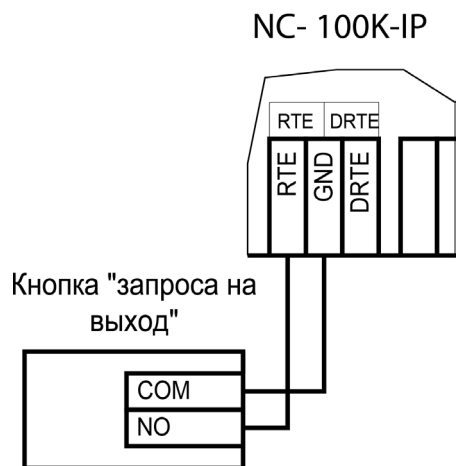 NC- 100K-IP
RTE DRTE
RTE GND DRTE
Кнопка "запроса на
выход"
COM
NO